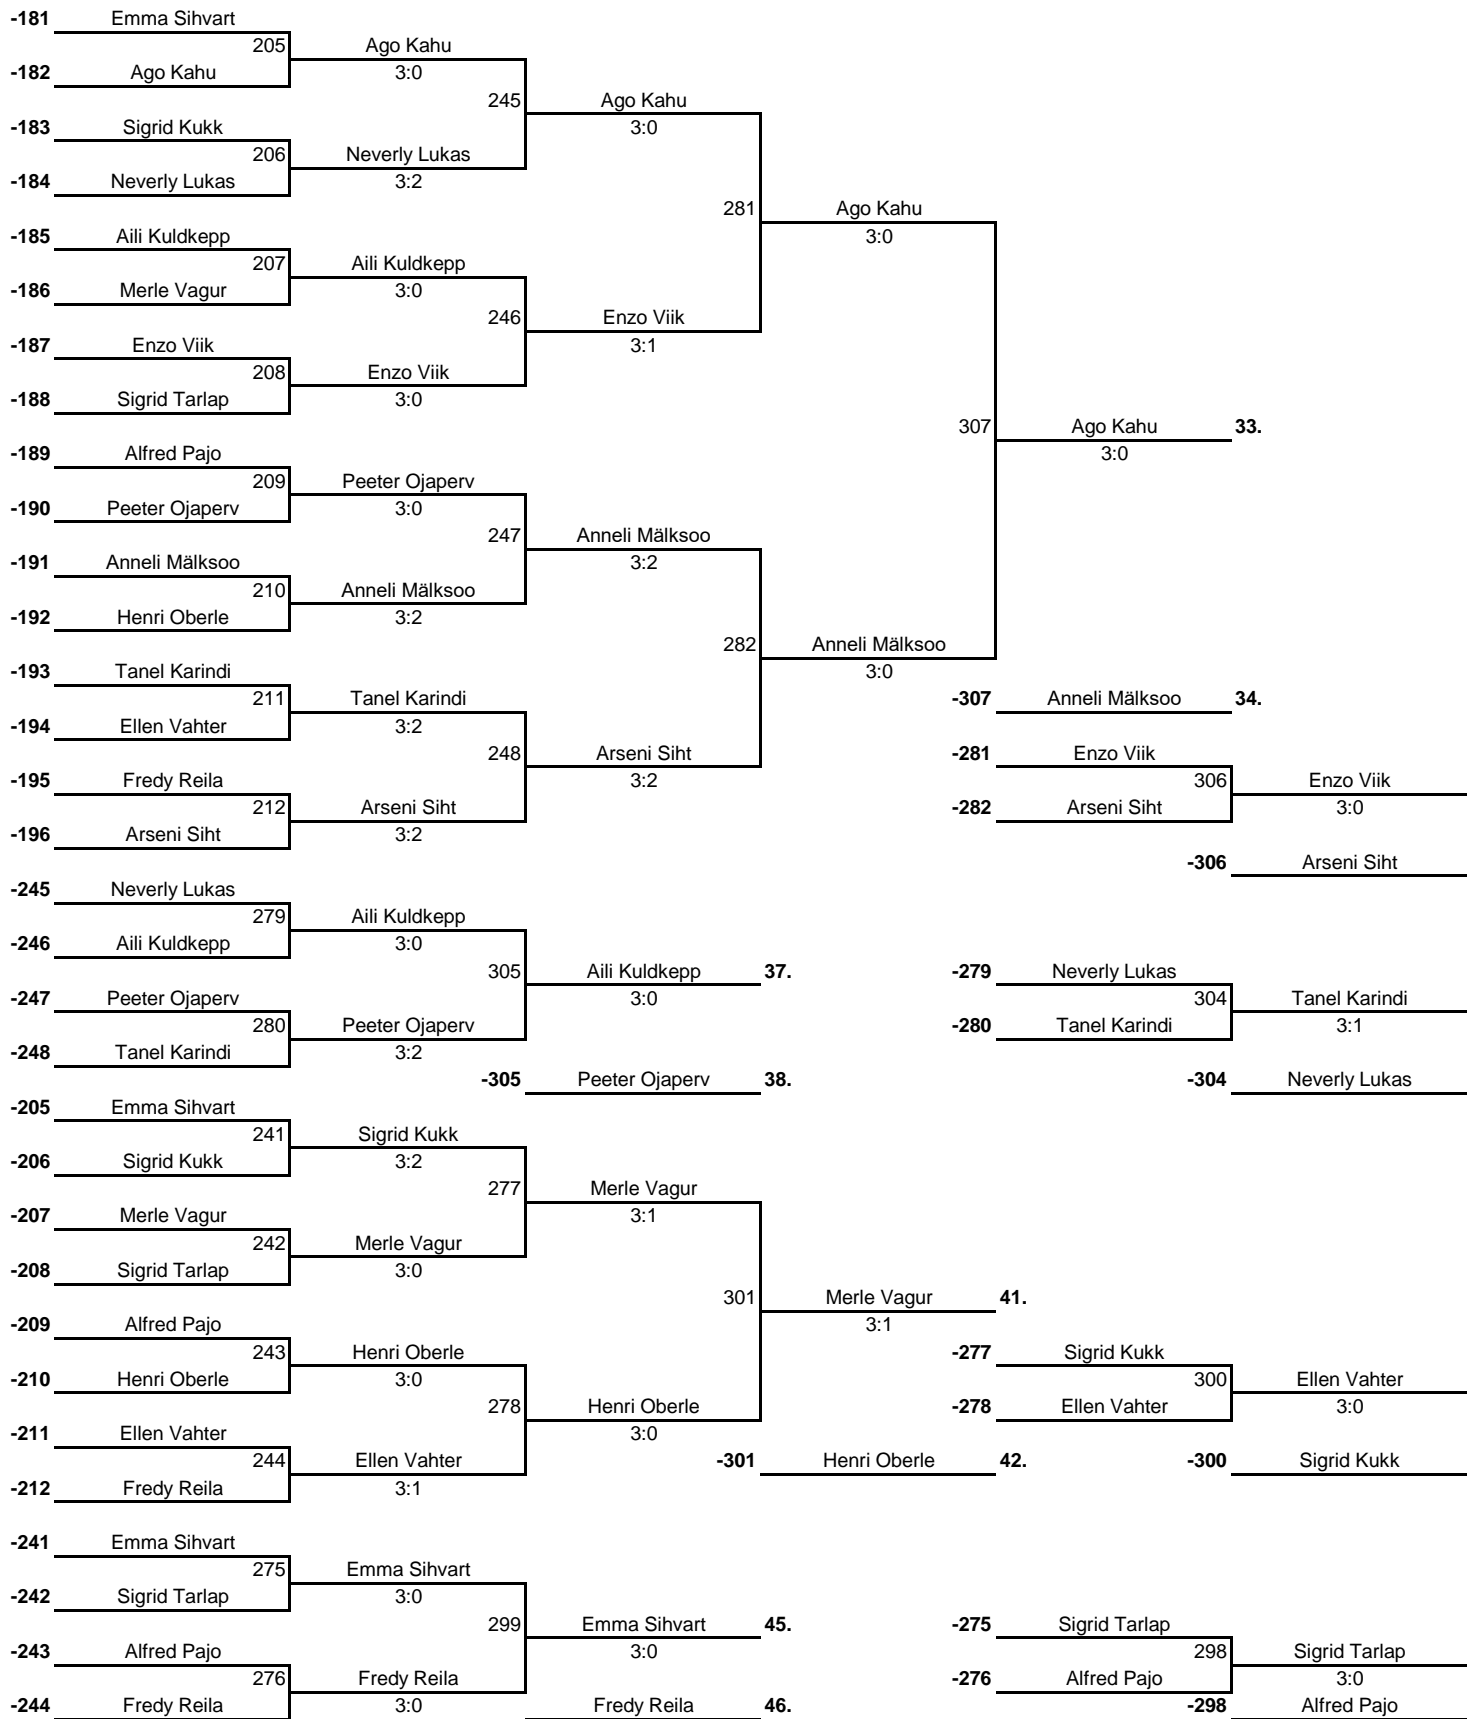 -181 Emma Sihvart
205 Ago Kahu
-182 Ago Kahu 3:0
245 Ago Kahu
-183 Sigrid Kukk 3:0
206 Neverly Lukas
-184 Neverly Lukas 3:2
281 Ago Kahu
-185 Aili Kuldkepp 3:0
207 Aili Kuldkepp
-186 Merle Vagur 3:0
246 Enzo Viik
-187 Enzo Viik 3:1
208 Enzo Viik
-188 Sigrid Tarlap 3:0
307 Ago Kahu 33.
-189 Alfred Pajo 3:0
209 Peeter Ojaperv
-190 Peeter Ojaperv 3:0
247 Anneli Mälksoo
-191 Anneli Mälksoo 3:2
210 Anneli Mälksoo
-192 Henri Oberle 3:2
282 Anneli Mälksoo
-193 Tanel Karindi 3:0
211 Tanel Karindi -307 Anneli Mälksoo 34.
-194 Ellen Vahter 3:2
248 Arseni Siht -281 Enzo Viik
-195 Fredy Reila 3:2 306 Enzo Viik
212 Arseni Siht -282 Arseni Siht 3:0
-196 Arseni Siht 3:2
-306 Arseni Siht
-245 Neverly Lukas
279 Aili Kuldkepp
-246 Aili Kuldkepp 3:0
305 Aili Kuldkepp 37. -279 Neverly Lukas
-247 Peeter Ojaperv 3:0 304 Tanel Karindi
280 Peeter Ojaperv -280 Tanel Karindi 3:1
-248 Tanel Karindi 3:2
-305 Peeter Ojaperv 38. -304 Neverly Lukas
-205 Emma Sihvart
241 Sigrid Kukk
-206 Sigrid Kukk 3:2
277 Merle Vagur
-207 Merle Vagur 3:1
242 Merle Vagur
-208 Sigrid Tarlap 3:0
301 Merle Vagur 41.
-209 Alfred Pajo 3:1
243 Henri Oberle -277 Sigrid Kukk
-210 Henri Oberle 3:0 300 Ellen Vahter
278 Henri Oberle -278 Ellen Vahter 3:0
-211 Ellen Vahter 3:0
244 Ellen Vahter -301 Henri Oberle 42. -300 Sigrid Kukk
-212 Fredy Reila 3:1
-241 Emma Sihvart
275 Emma Sihvart
-242 Sigrid Tarlap 3:0
299 Emma Sihvart 45. -275 Sigrid Tarlap
-243 Alfred Pajo 3:0 298 Sigrid Tarlap
276 Fredy Reila -276 Alfred Pajo 3:0
-244 Fredy Reila 3:0 Fredy Reila 46. -298 Alfred Pajo